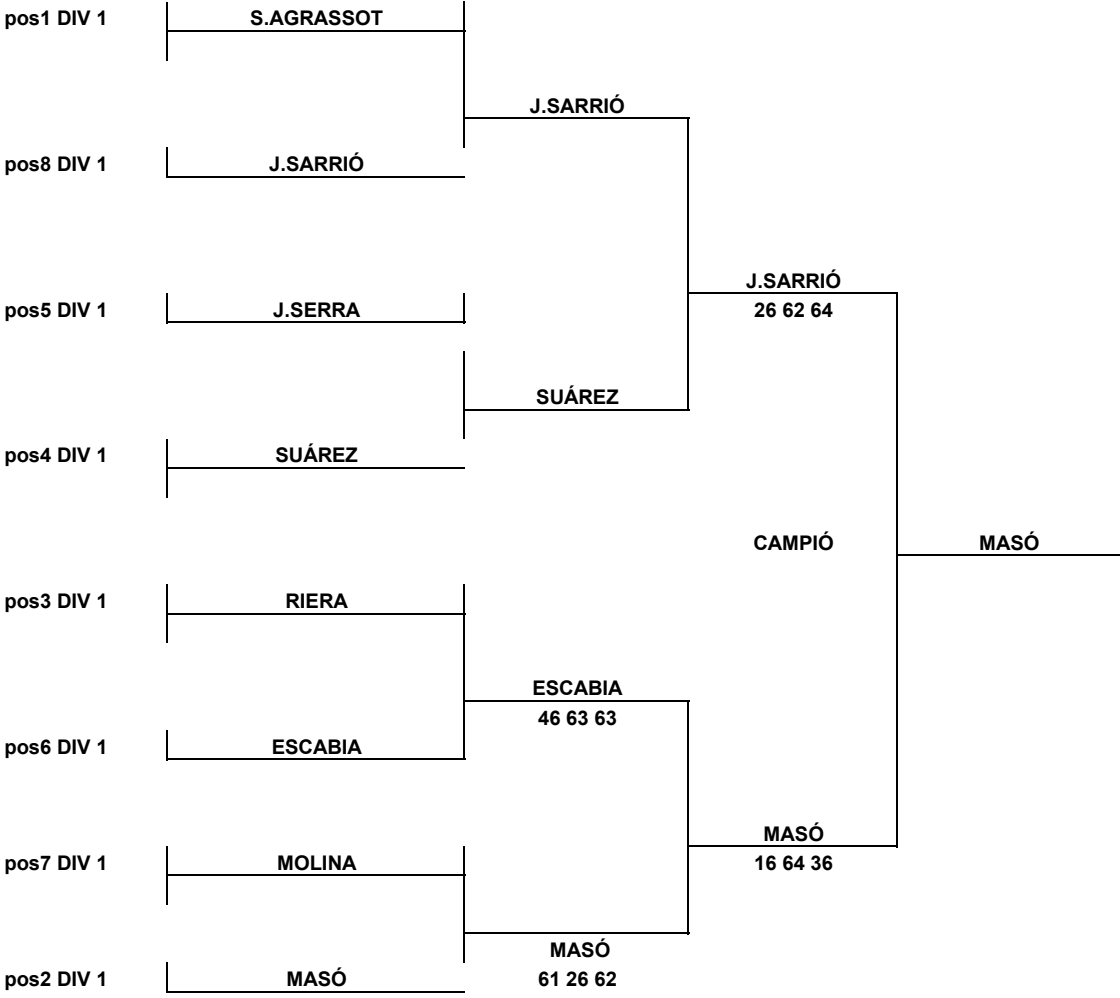 pos1 DIV 1 S.AGRASSOT
J.SARRIÓ
pos8 DIV 1 J.SARRIÓ
J.SARRIÓ
pos5 DIV 1 J.SERRA 26 62 64
SUÁREZ
pos4 DIV 1 SUÁREZ
CAMPIÓ MASÓ
pos3 DIV 1 RIERA
ESCABIA
46 63 63
pos6 DIV 1 ESCABIA
MASÓ
pos7 DIV 1 MOLINA 16 64 36
MASÓ
pos2 DIV 1 MASÓ 61 26 62